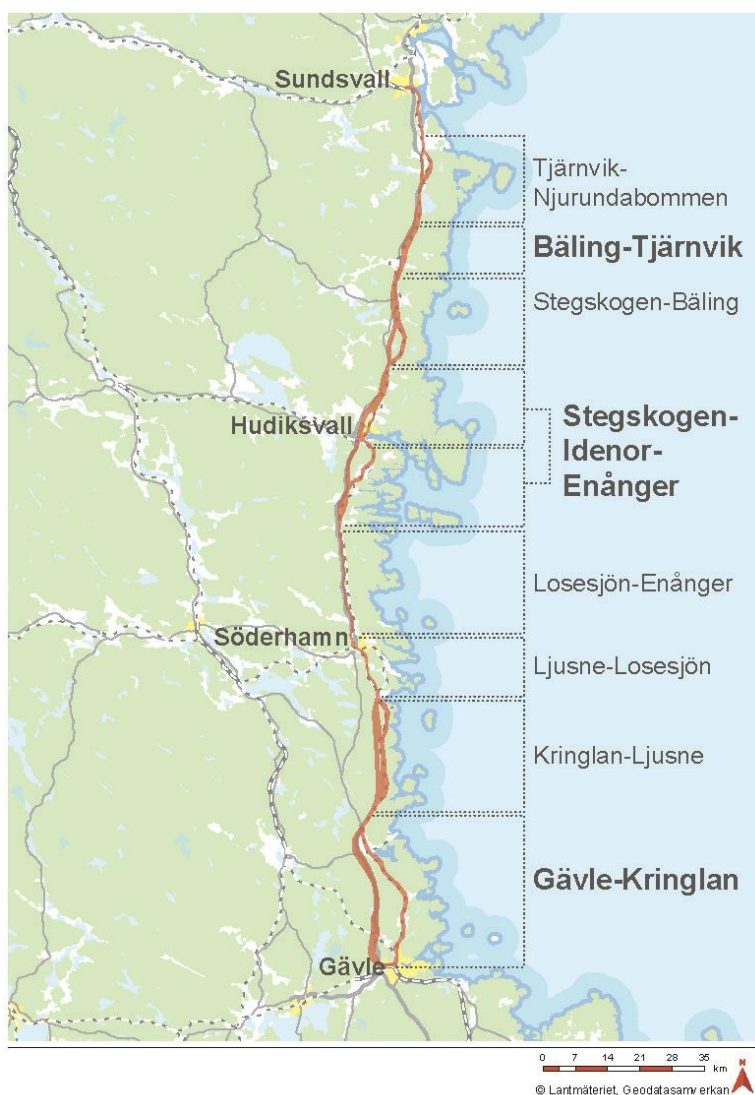 Sundsvall
Tjärnvik-
Njurundabommen
Bäling-Tjärnvik
Stegskogen-Bäling
Hudiksvall
Stegskogen-
Idenor-
Enånger
Losesjön-Enånger
Söderhamn
Ljusne-Losesjön
Kringlan-Ljusne
Gävle-Kringlan
Gävle
0 7 14 21 28 35
km
N
© Lantmäteriet, Geodatasamverkan